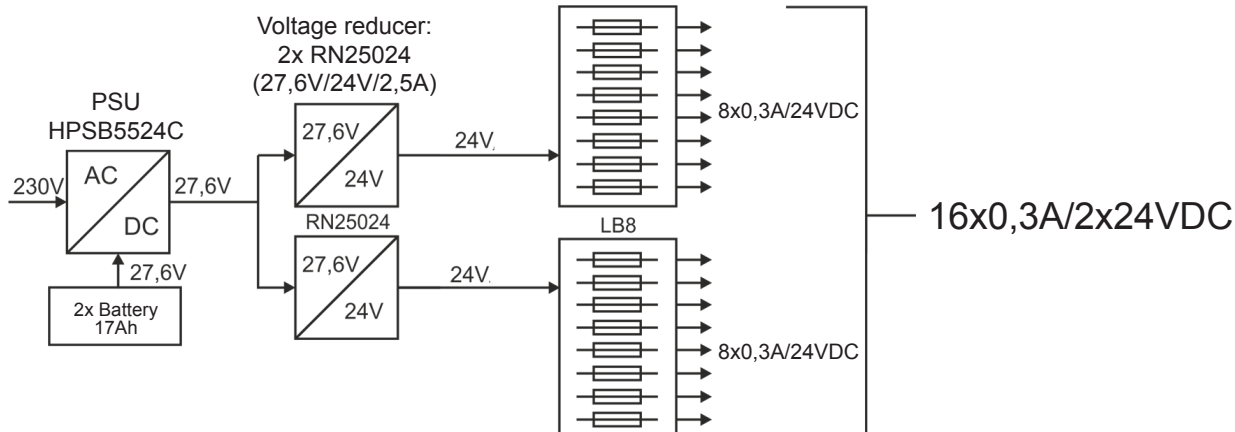 Voltage reducer:
2x RN25024
(27,6V/24V/2,5A)
PSU
HPSB5524C
230V
AC
DC
27,6V
27,6V
2x Battery
17Ah
27,6V
24V
24V
8x0,3A/24VDC
RN25024
27,6V
24V
24V
LB8
8x0,3A/24VDC
16x0,3A/2x24VDC